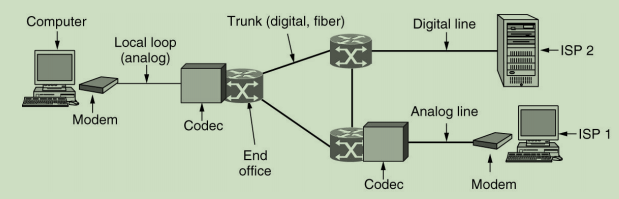 Computer
Local loop
(analog)
Trunk (digital, fiber)
Digital line
ISP 2
Modem
Codec
End
office
Analog line
ISP 1
Codec
Modem